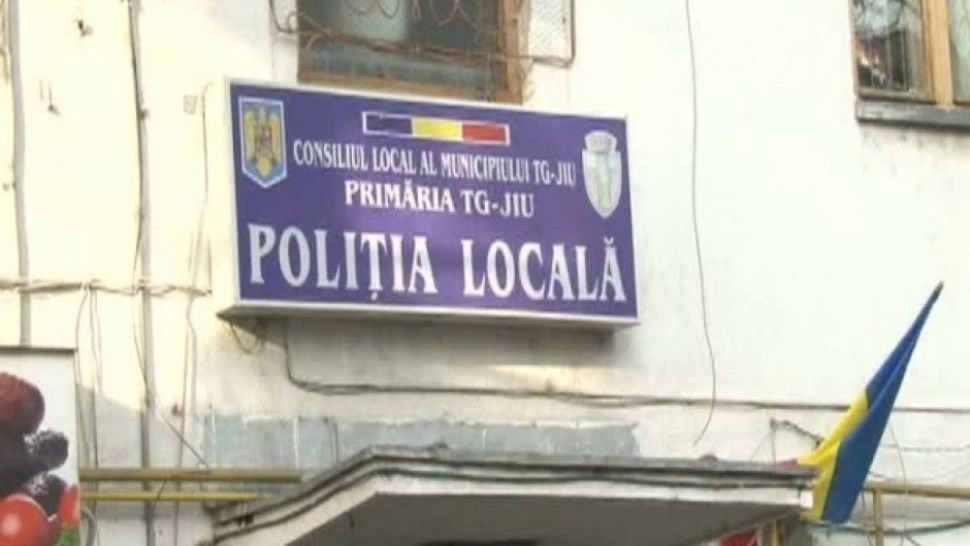 CONSILIUL LOCAL AL MUNICIPIULUI TG-JIU
PRIMĂRIA TG-JIU
POLIȚIA LOCALĂ